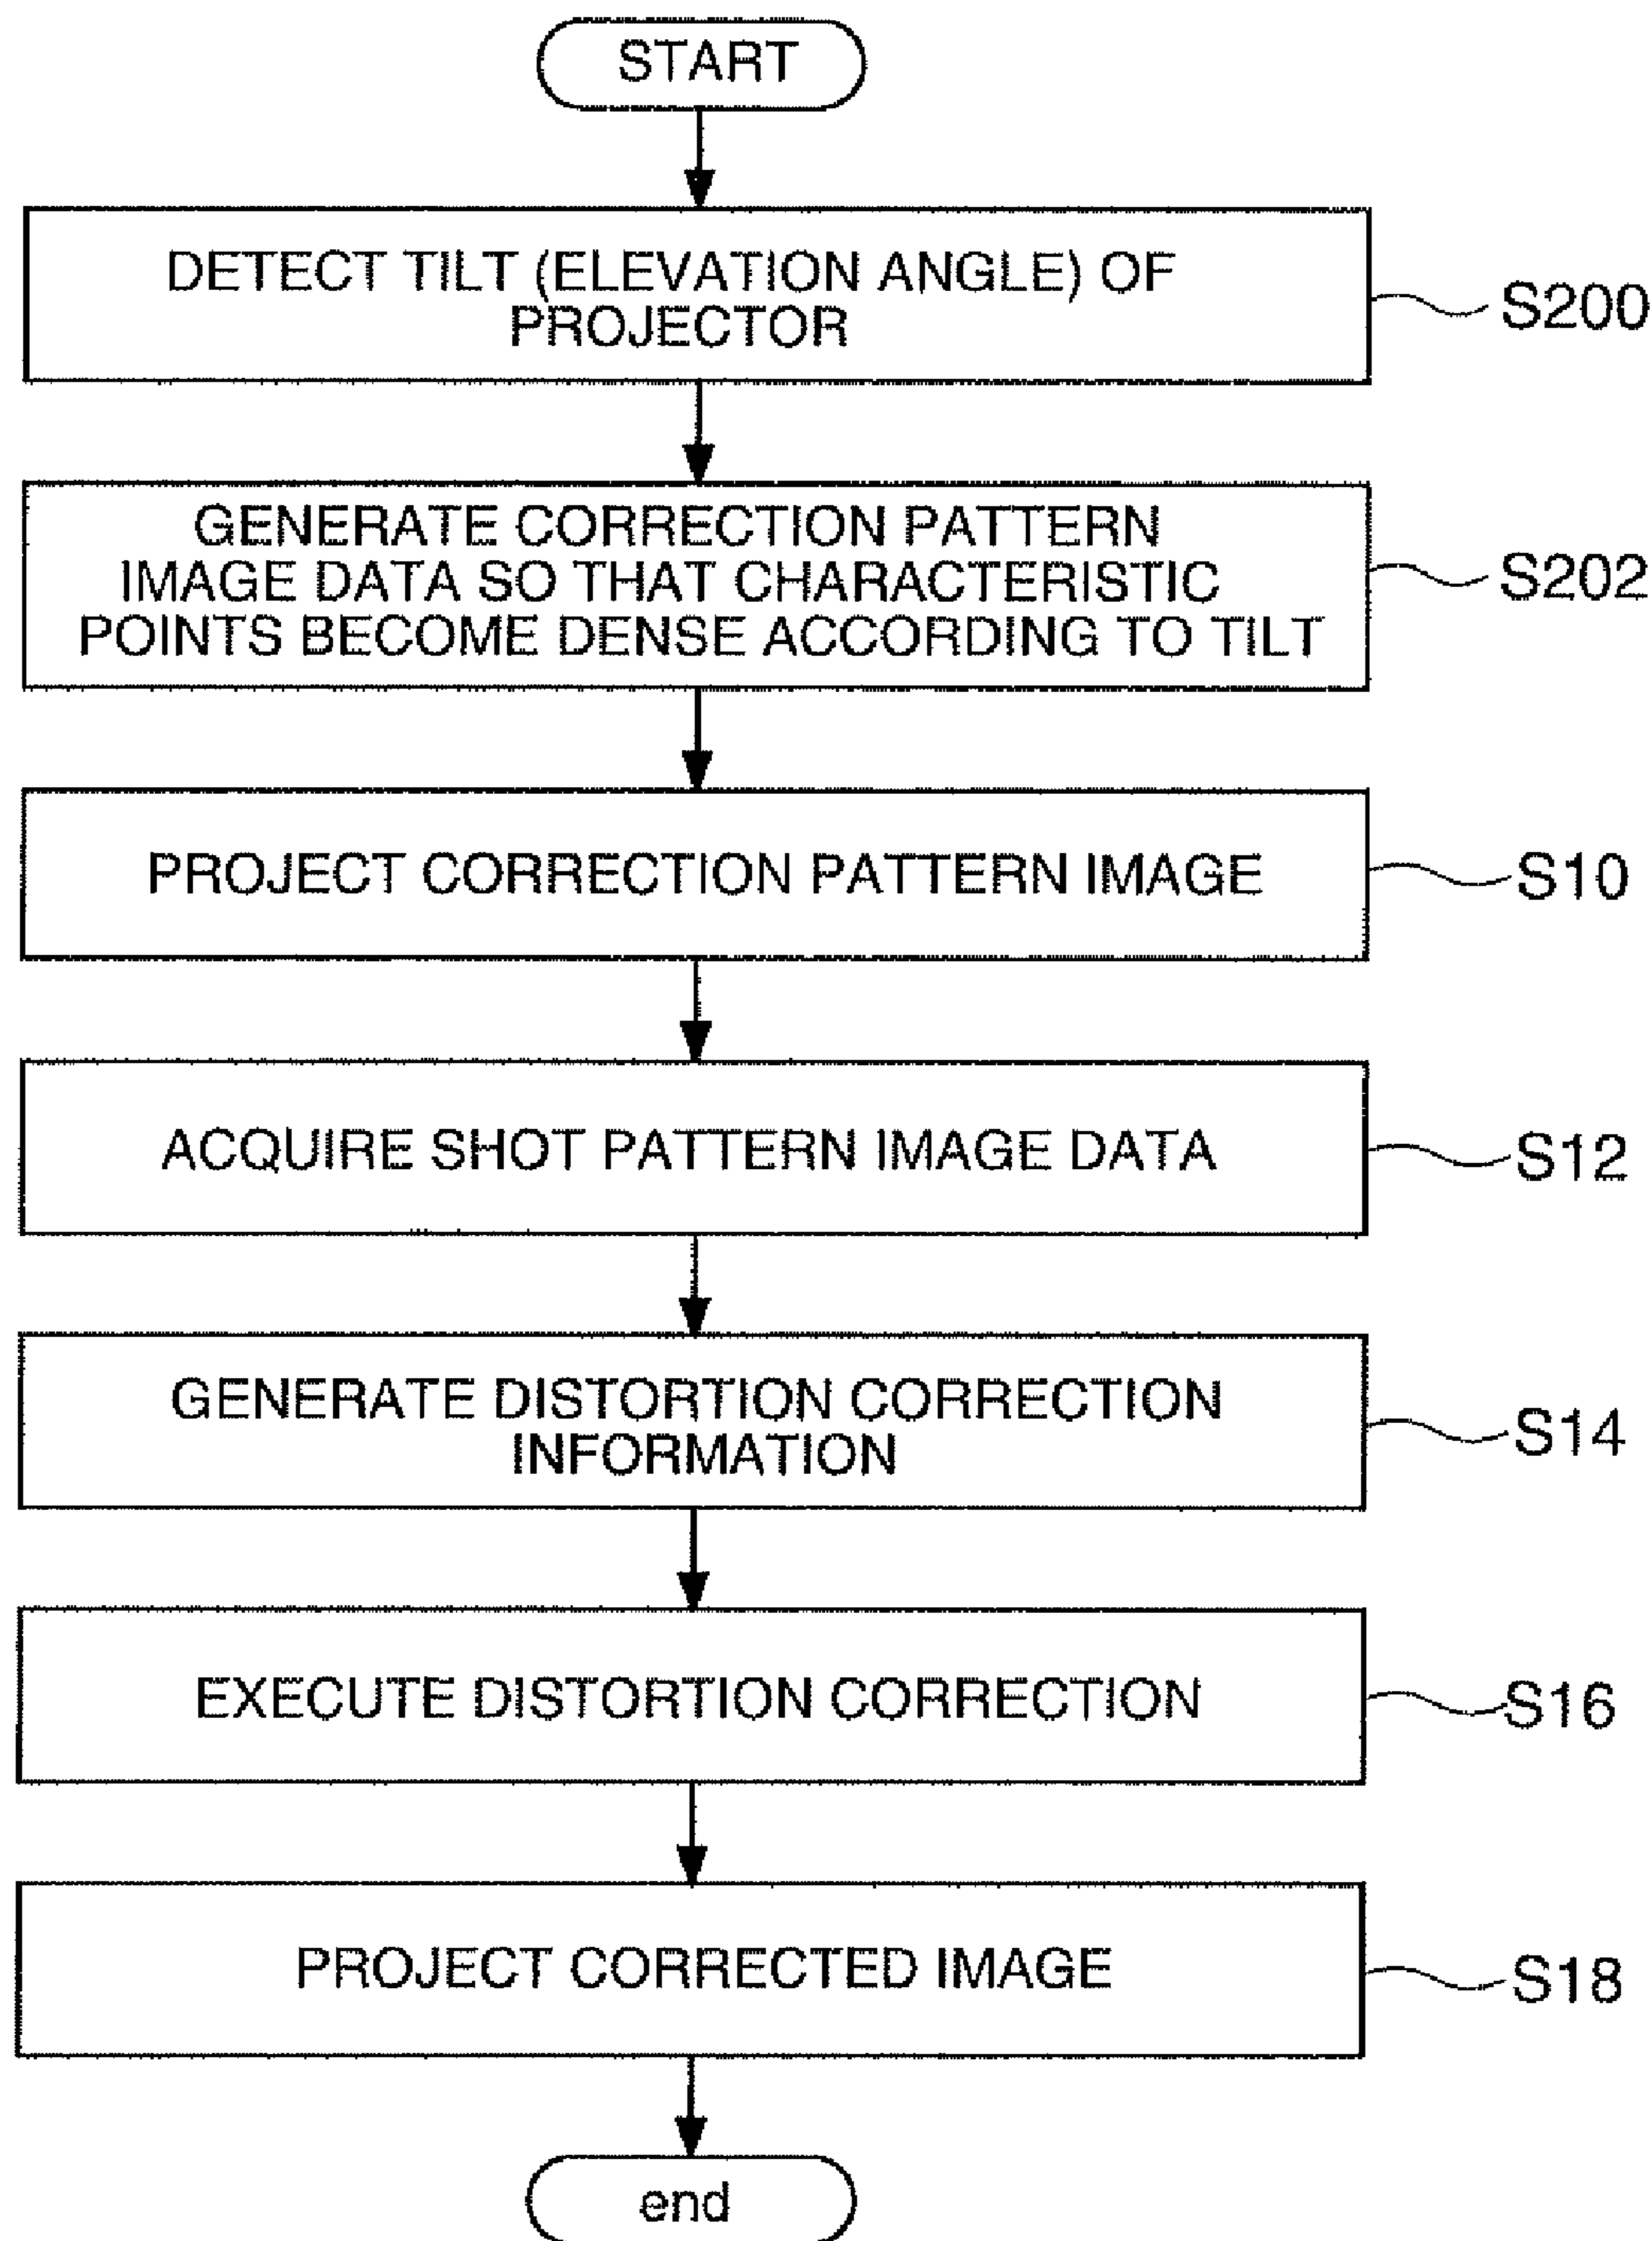 START
DETECT TILT (ELEVATION ANGLE) OF
PROJECTOR
S200
GENERATE CORRECTION PATTERN
IMAGE DATA SO THAT CHARACTERISTIC
POINTS BECOME DENSE ACCORDING TO TILT
S202
PROJECT CORRECTION PATTERN IMAGE
S10
ACQUIRE SHOT PATTERN IMAGE DATA
S12
GENERATE DISTORTION CORRECTION
INFORMATION
S14
EXECUTE DISTORTION CORRECTION
S16
PROJECT CORRECTED IMAGE
S18
end